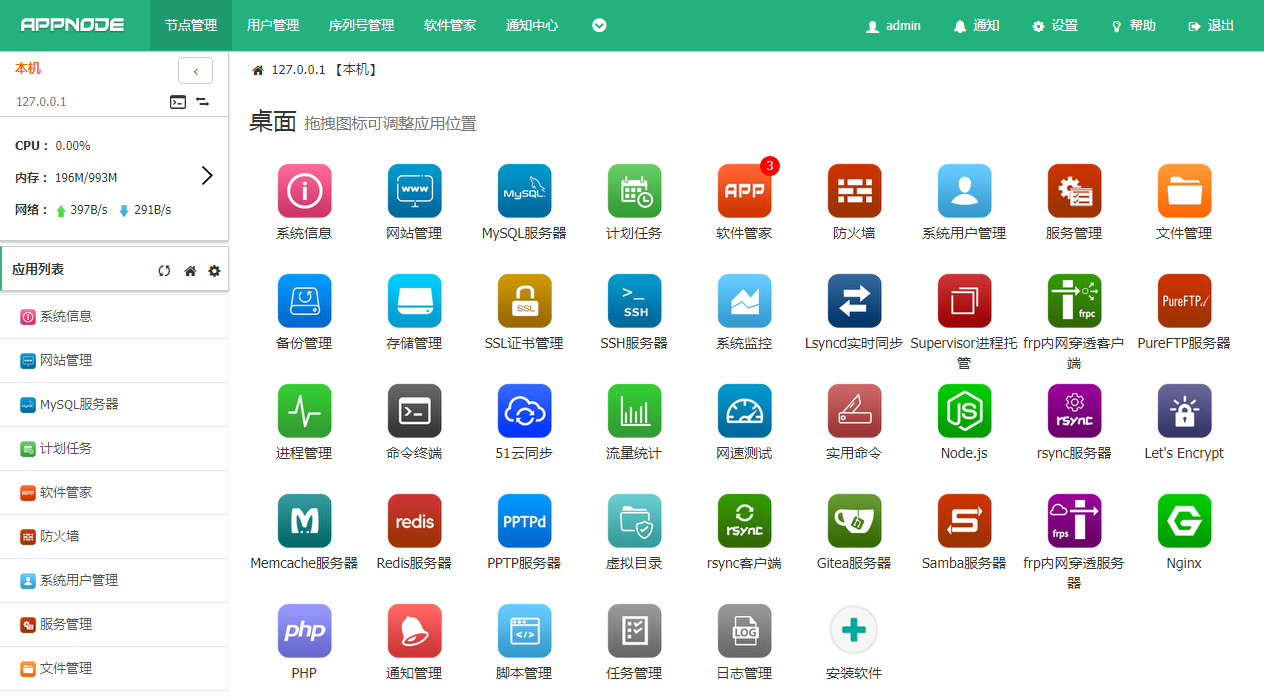 APPNODE 节点管理 用户管理 序列号管理 软件管家 通知中心 admin 通知 设置 帮助 退出
本机
127.0.0.1
CPU： 0.00%
内存： 196M/993M
网络： 397B/s 291B/s
应用列表
系统信息
网站管理
MySQL服务器
计划任务
软件管家
防火墙
系统用户管理
服务管理
文件管理
127.0.0.1 【本机】
桌面 拖拽图标可调整应用位置
www MySQL APP 3
系统信息 网站管理 MySQL服务器 计划任务 软件管家 防火墙 系统用户管理 服务管理 文件管理
SSL >_ SSH frpc PureFTP
备份管理 存储管理 SSL证书管理 SSH服务器 系统监控 Lsyncd实时同步 Supervisor进程托管 frp内网穿透客户端 PureFTP服务器
JS rsync
进程管理 命令终端 51云同步 流量统计 网速测试 实用命令 Node.js rsync服务器 Let's Encrypt
M redis PPTPd rsync h S frps G
Memcache服务器 Redis服务器 PPTP服务器 虚拟目录 rsync客户端 Gitea服务器 Samba服务器 frp内网穿透服务器 Nginx
php </> LOG
PHP 通知管理 脚本管理 任务管理 日志管理 安装软件